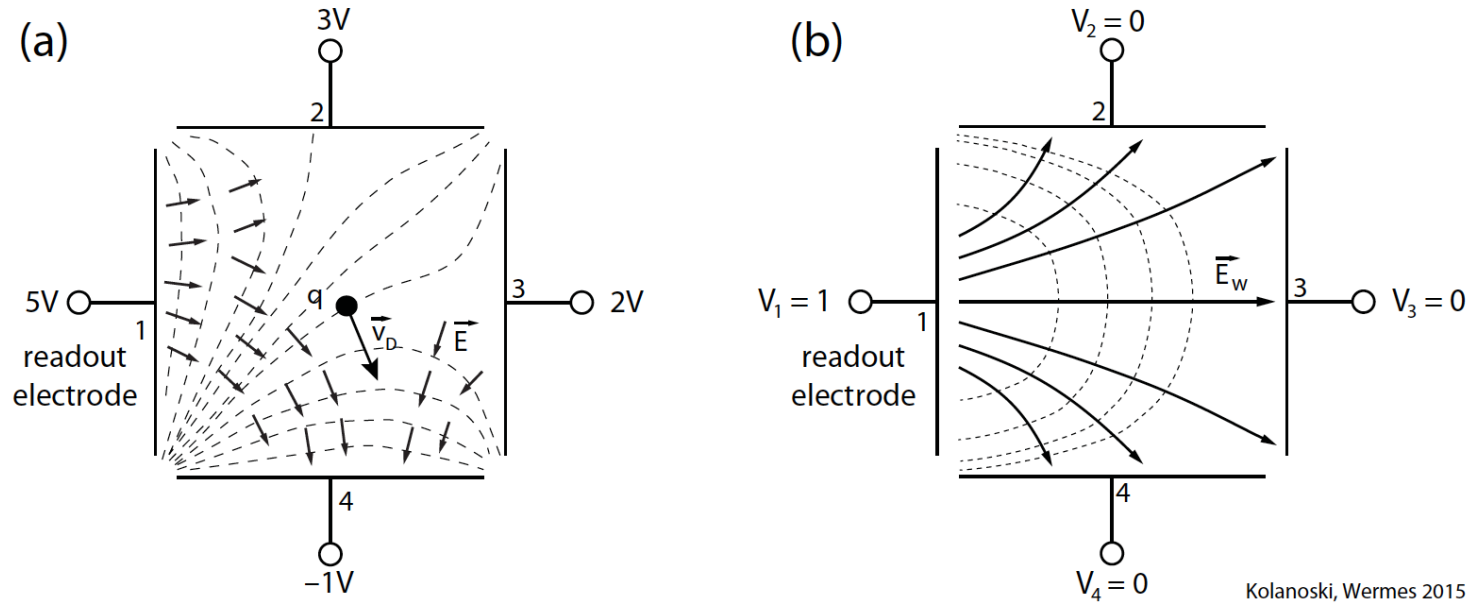 (a)
3V
2
5V
1
readout
electrode
q
v_D
E
3
2V
4
–1V
(b)
V₂ = 0
2
V₁ = 1
1
readout
electrode
E_w
3
V₃ = 0
4
V₄ = 0
Kolanoski, Wermes 2015